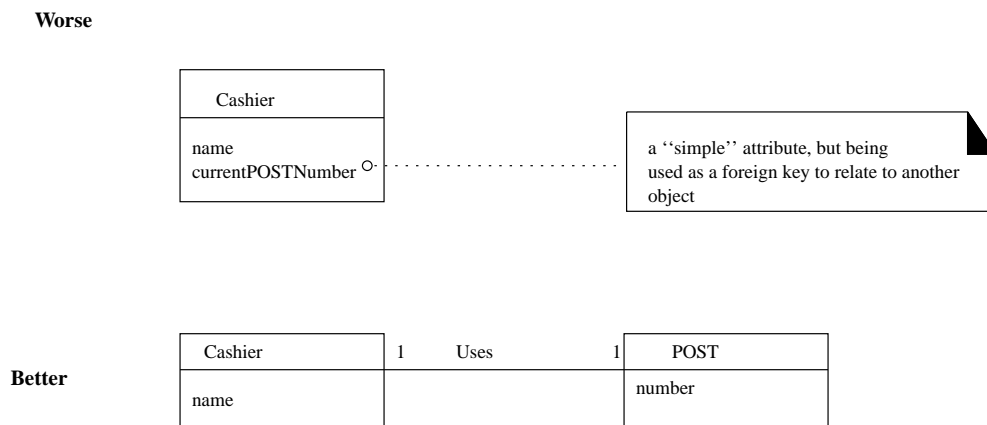 Worse
Cashier
name
currentPOSTNumber
a ‘‘simple’’ attribute, but being
used as a foreign key to relate to another
object
Better
Cashier
1 Uses 1
POST
name
number